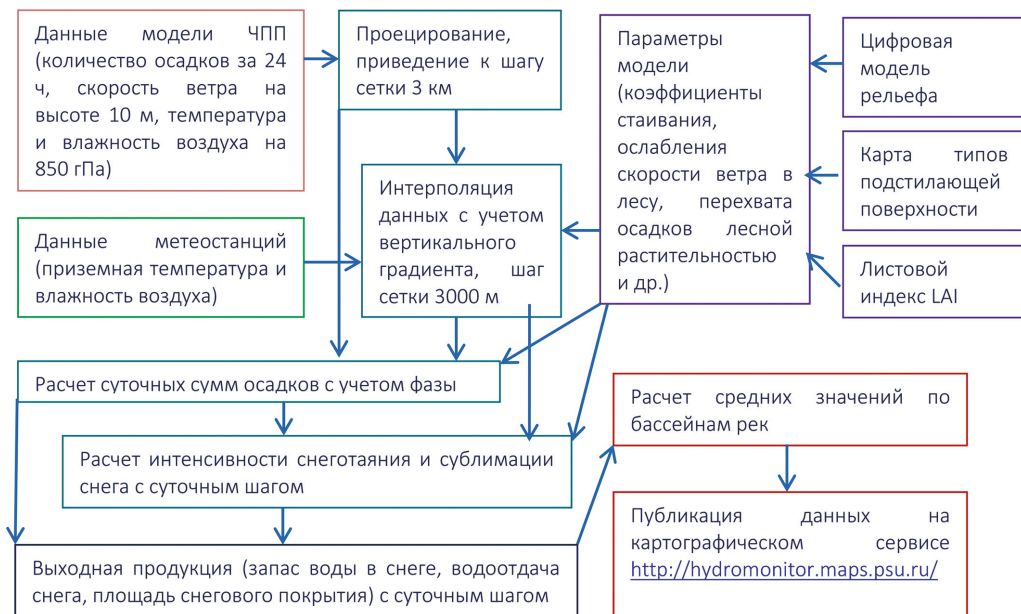 Данные модели ЧПП
(количество осадков за 24
ч, скорость ветра на
высоте 10 м, температура
и влажность воздуха на
850 гПа)
Проецирование,
приведение к шагу
сетки 3 км
Параметры
модели
(коэффициенты
стаивания,
ослабления
скорости ветра в
лесу, перехвата
осадков лесной
растительностью
и др.)
Цифровая
модель
рельефа
Карта типов
подстилающей
поверхности
Листовой
индекс LAI
Интерполяция
данных с учетом
вертикального
градиента, шаг
сетки 3000 м
Данные метеостанций
(приземная температура и
влажность воздуха)
Расчет суточных сумм осадков с учетом фазы
Расчет интенсивности снеготаяния и сублимации
снега с суточным шагом
Выходная продукция (запас воды в снеге, водоотдача
снега, площадь снегового покрытия) с суточным шагом
Расчет средних значений по
бассейнам рек
Публикация данных на
картографическом сервисе
http://hydromonitor.maps.psu.ru/